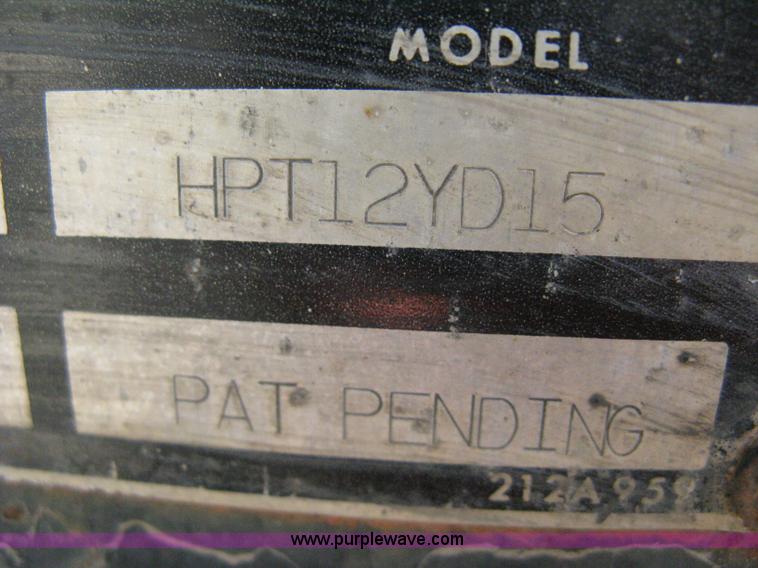 MODEL
HPT12YD15
PAT PENDING
212A959
www.purplewave.com